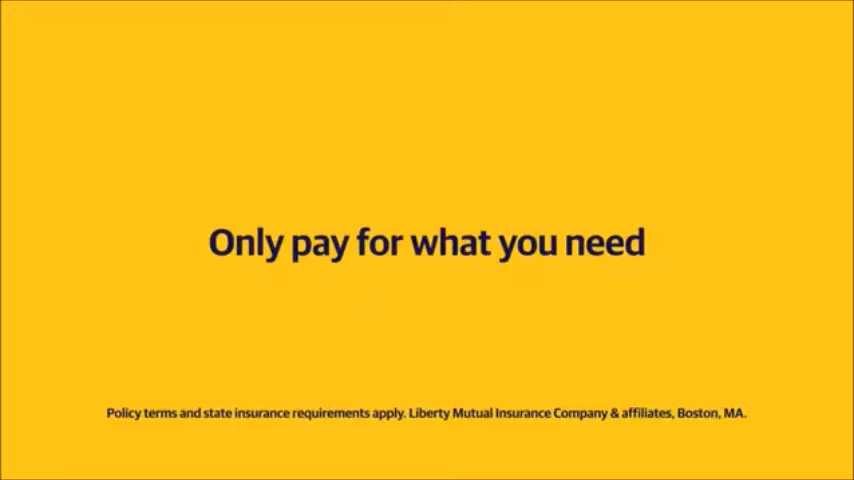 Only pay for what you need
Policy terms and state insurance requirements apply. Liberty Mutual Insurance Company & affiliates, Boston, MA.